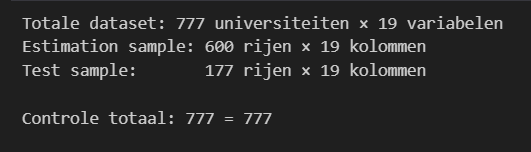 Totale dataset: 777 universiteiten × 19 variabelen
Estimation sample: 600 rijen × 19 kolommen
Test sample:       177 rijen × 19 kolommen
Controle totaal: 777 = 777